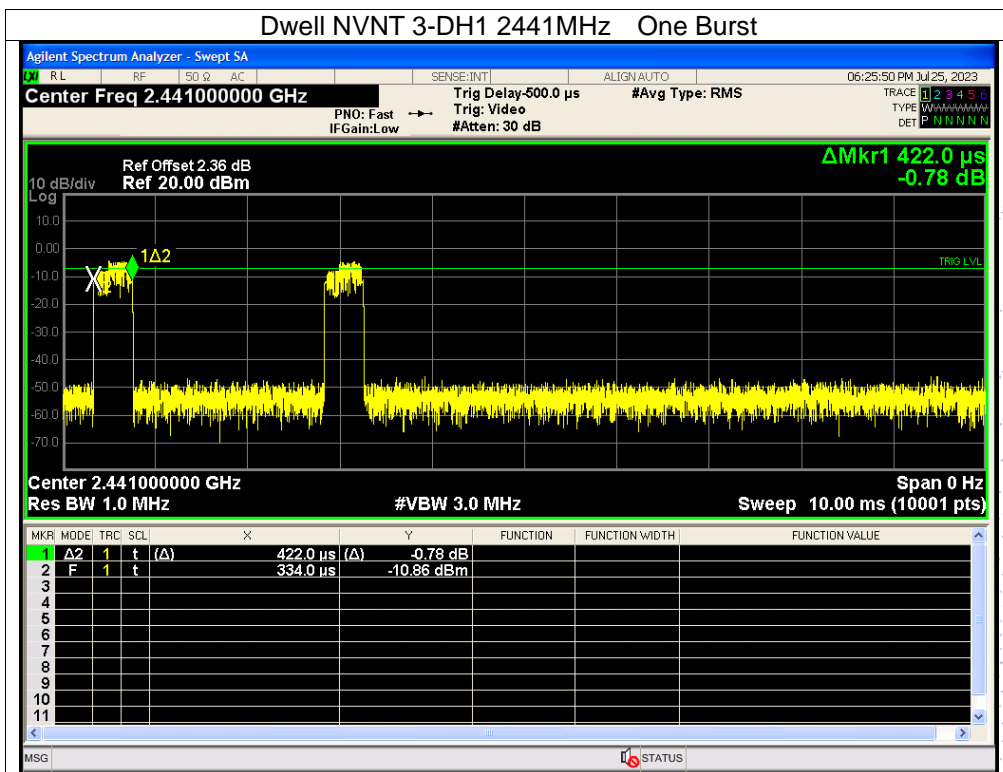 Dwell NVNT 3-DH1 2441MHz One Burst
Agilent Spectrum Analyzer - Swept SA
LXI RL RF 50 Ω AC SENSE:INT ALIGN AUTO 06:25:50 PM Jul 25, 2023
Center Freq 2.441000000 GHz Trig Delay-500.0 µs #Avg Type: RMS TRACE 1 2 3 4 5 6
PNO: Fast Trig: Video TYPE WWWWWWW
IFGain:Low #Atten: 30 dB DET P N N N N N
ΔMkr1 422.0 µs
-0.78 dB
Ref Offset 2.36 dB
10 dB/div Ref 20.00 dBm
Log
10.0
0.00
1Δ2
TRIG LVL
-10.0
-20.0
-30.0
-40.0
-50.0
-60.0
-70.0
Center 2.441000000 GHz Span 0 Hz
Res BW 1.0 MHz #VBW 3.0 MHz Sweep 10.00 ms (10001 pts)
MKR MODE TRC SCL X Y FUNCTION FUNCTION WIDTH FUNCTION VALUE
1 Δ2 1 t (Δ) 422.0 µs (Δ) -0.78 dB
2 F 1 t 334.0 µs -10.86 dBm
3
4
5
6
7
8
9
10
11
MSG STATUS